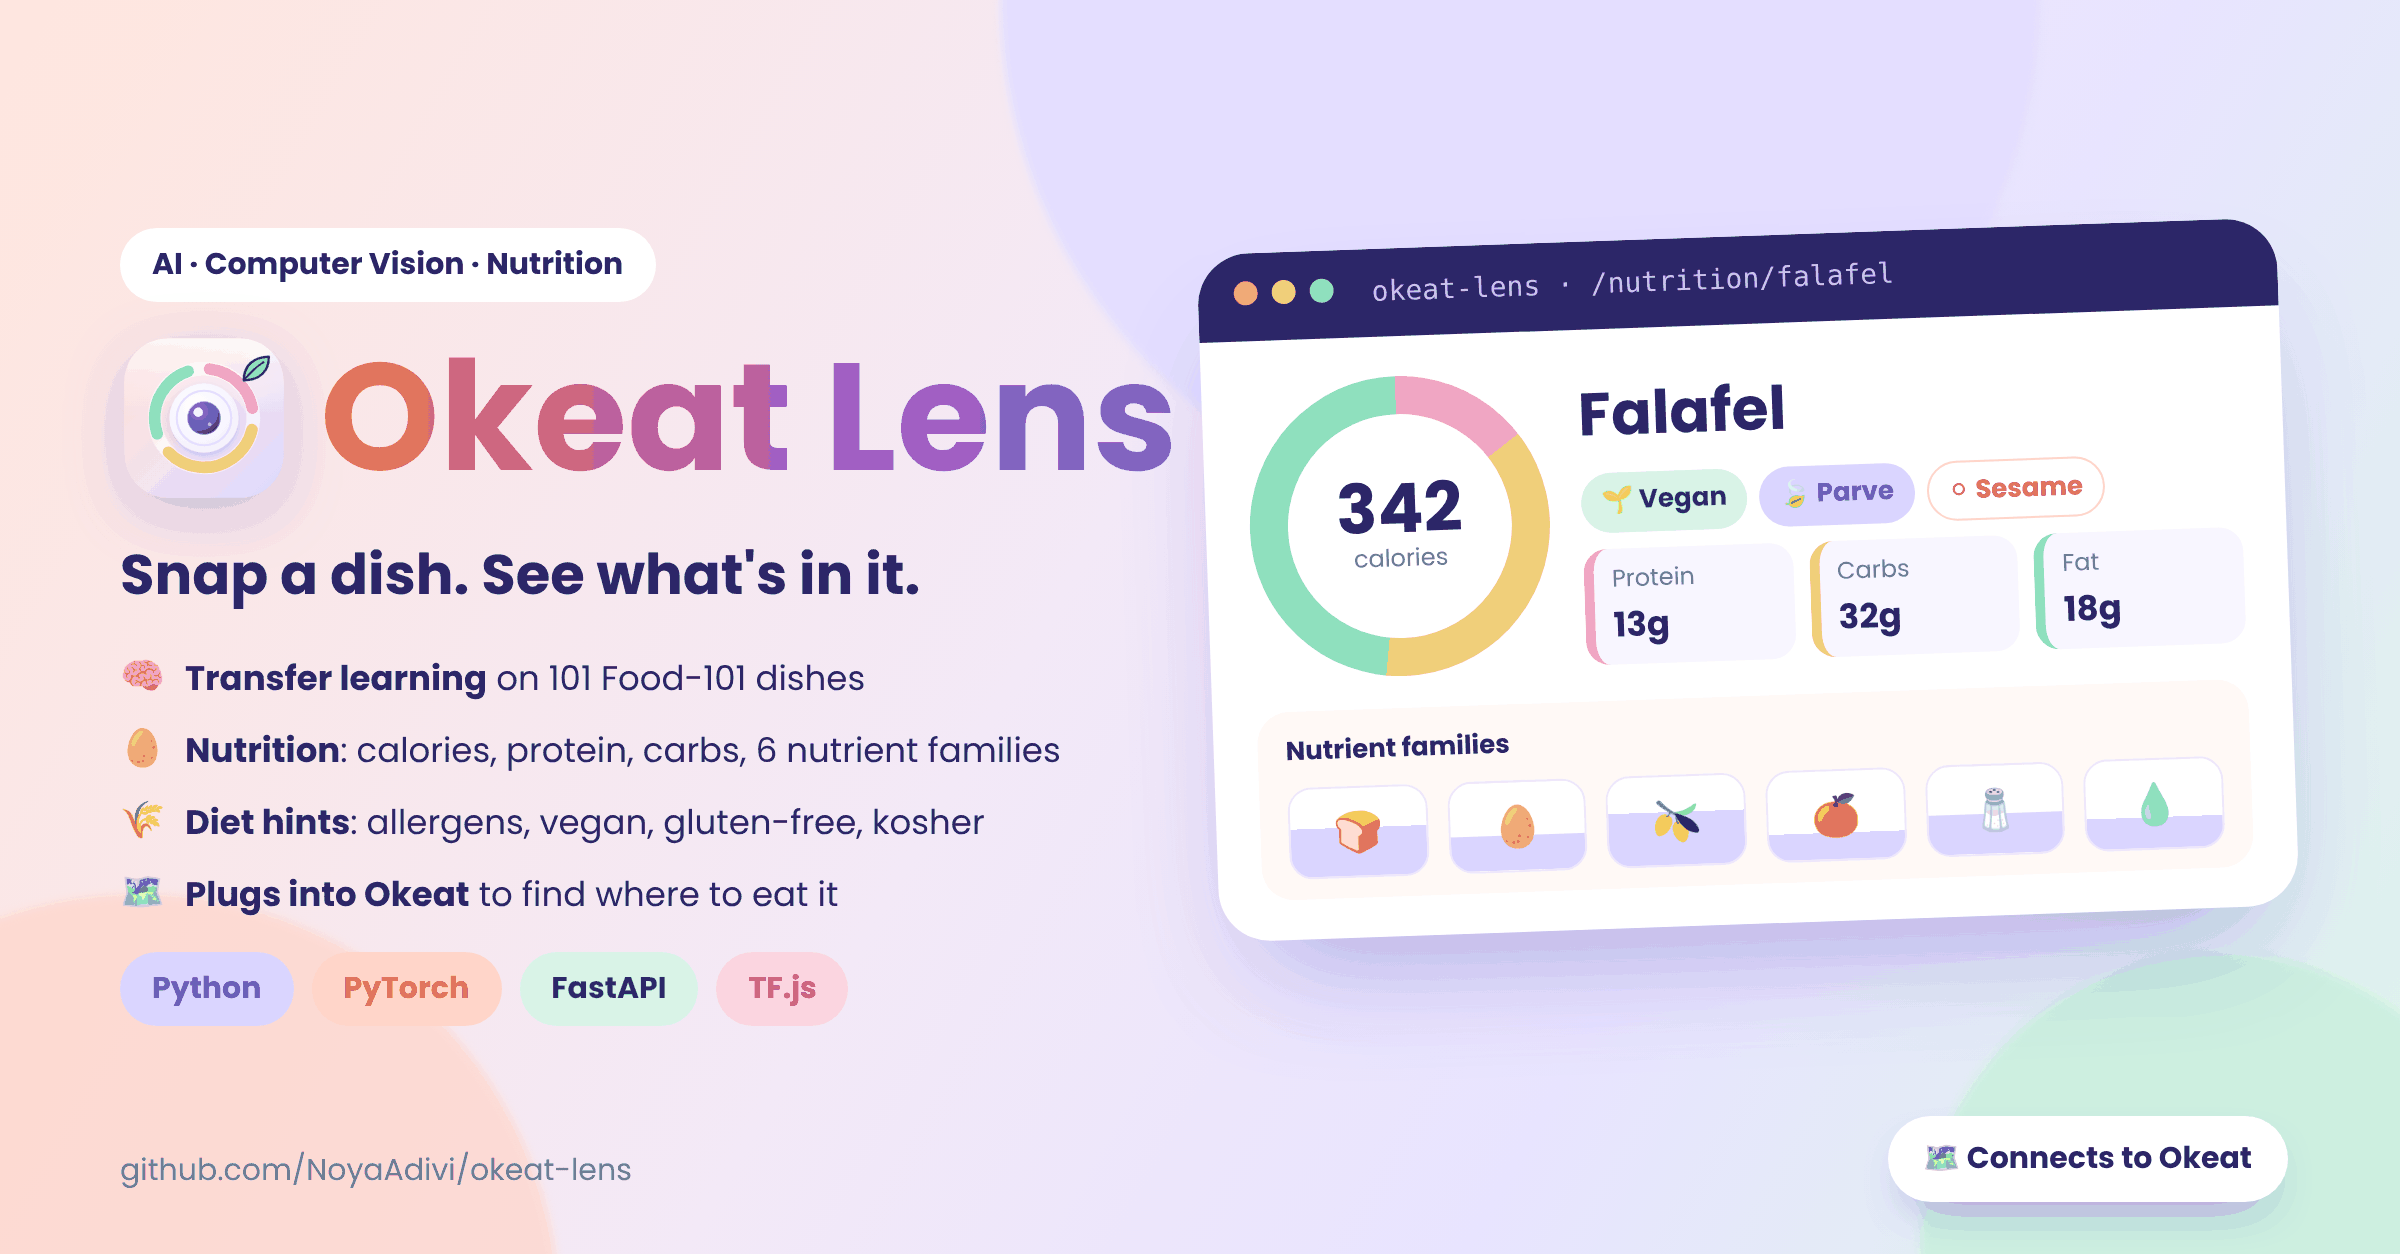 AI · Computer Vision · Nutrition
Okeat Lens
Snap a dish. See what's in it.
Transfer learning on 101 Food-101 dishes
Nutrition: calories, protein, carbs, 6 nutrient families
Diet hints: allergens, vegan, gluten-free, kosher
Plugs into Okeat to find where to eat it
Python PyTorch FastAPI TF.js
github.com/NoyaAdivi/okeat-lens
okeat-lens · /nutrition/falafel
342
calories
Falafel
Vegan Parve Sesame
Protein Carbs Fat
13g 32g 18g
Nutrient families
Connects to Okeat